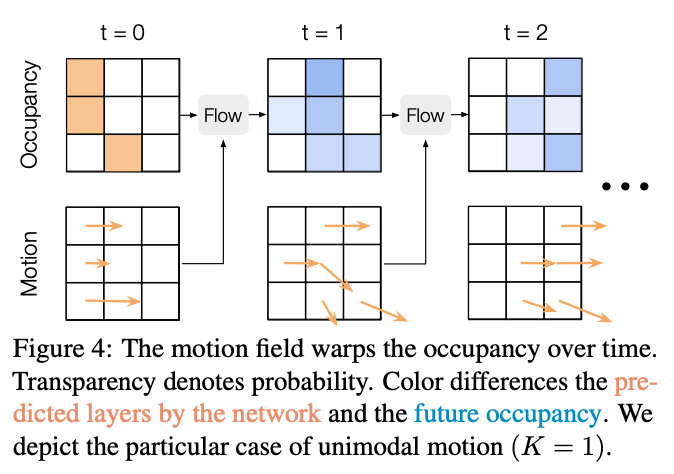 t = 0 t = 1 t = 2
Occupancy
Flow Flow
Motion
Figure 4: The motion field warps the occupancy over time.
Transparency denotes probability. Color differences the pre-
dicted layers by the network and the future occupancy. We
depict the particular case of unimodal motion (K = 1).